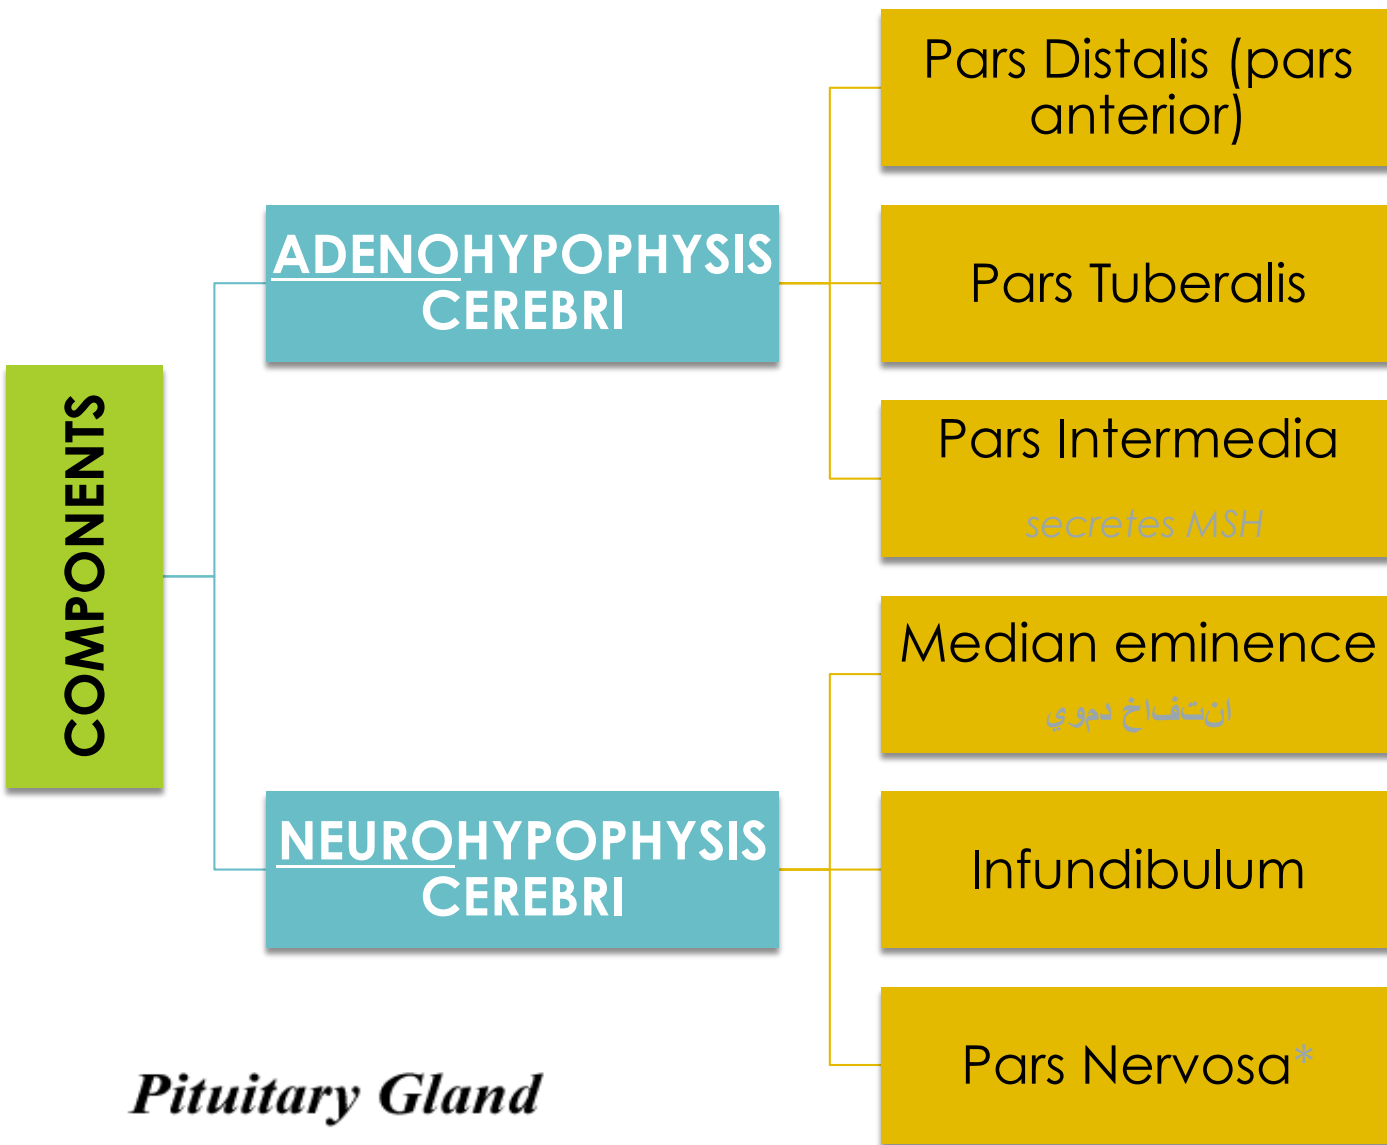 COMPONENTS
ADENOHYPOPHYSIS
CEREBRI
Pars Distalis (pars
anterior)
Pars Tuberalis
Pars Intermedia
secretes MSH
NEUROHYPOPHYSIS
CEREBRI
Median eminence
انتفاخ دموي
Infundibulum
Pars Nervosa*
Pituitary Gland